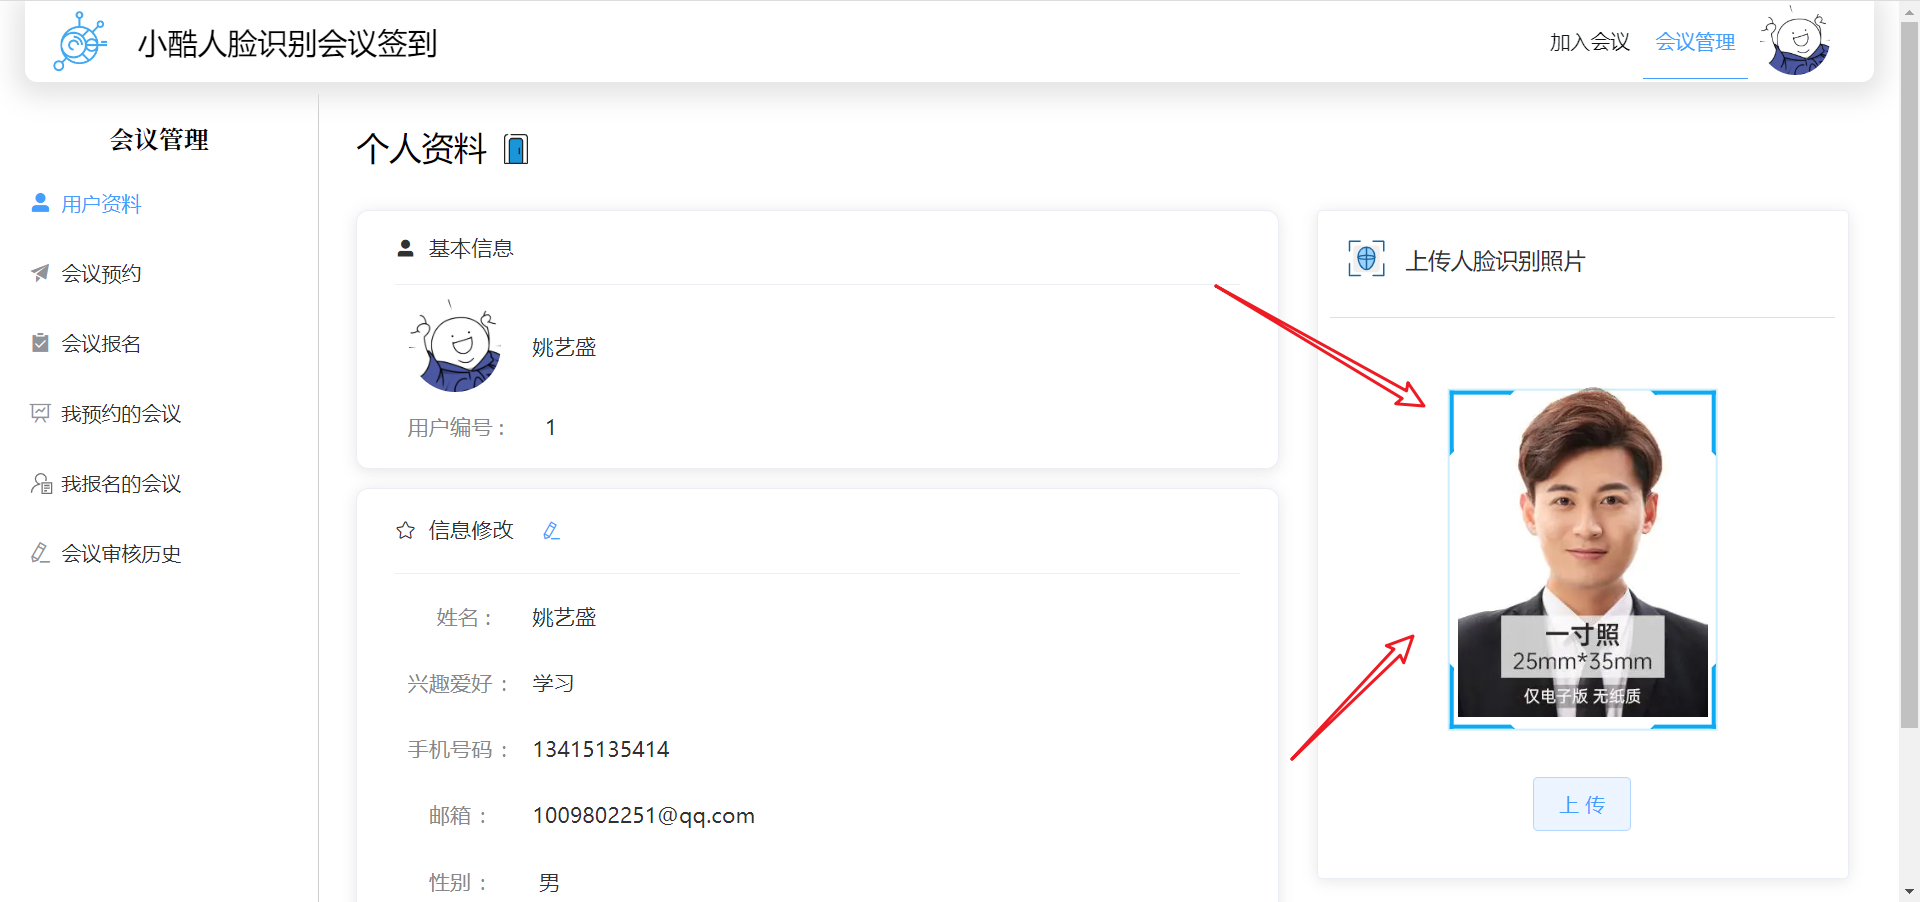 小酷人脸识别会议签到
加入会议
会议管理
会议管理
用户资料
会议预约
会议报名
我预约的会议
我报名的会议
会议审核历史
个人资料
基本信息
姚艺盛
用户编号： 1
信息修改
姓名： 姚艺盛
兴趣爱好： 学习
手机号码： 13415135414
邮箱： 1009802251@qq.com
性别： 男
上传人脸识别照片
一寸照
25mm*35mm
仅电子版 无纸质
上 传